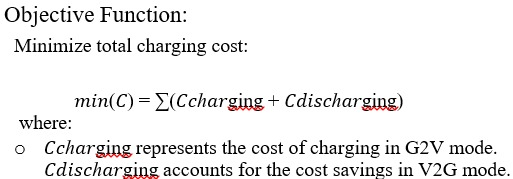 Objective Function:
Minimize total charging cost:
min(C) = ∑(Ccharging + Cdischarging)
where:
o Ccharging represents the cost of charging in G2V mode.
Cdischarging accounts for the cost savings in V2G mode.